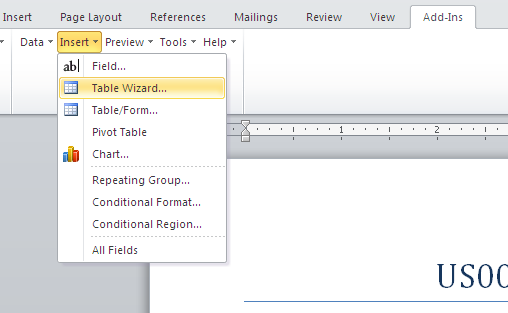 Insert Page Layout References Mailings Review View Add-Ins
Data Insert Preview Tools Help
ab Field...
Table Wizard...
Table/Form...
Pivot Table
Chart...
Repeating Group...
Conditional Format...
Conditional Region...
All Fields
1 2
US00